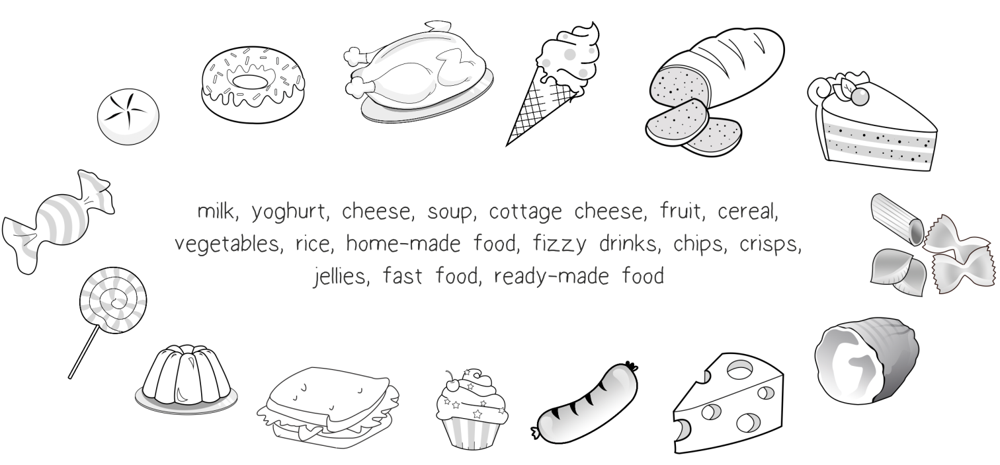 milk, yoghurt, cheese, soup, cottage cheese, fruit, cereal,
vegetables, rice, home-made food, fizzy drinks, chips, crisps,
jellies, fast food, ready-made food